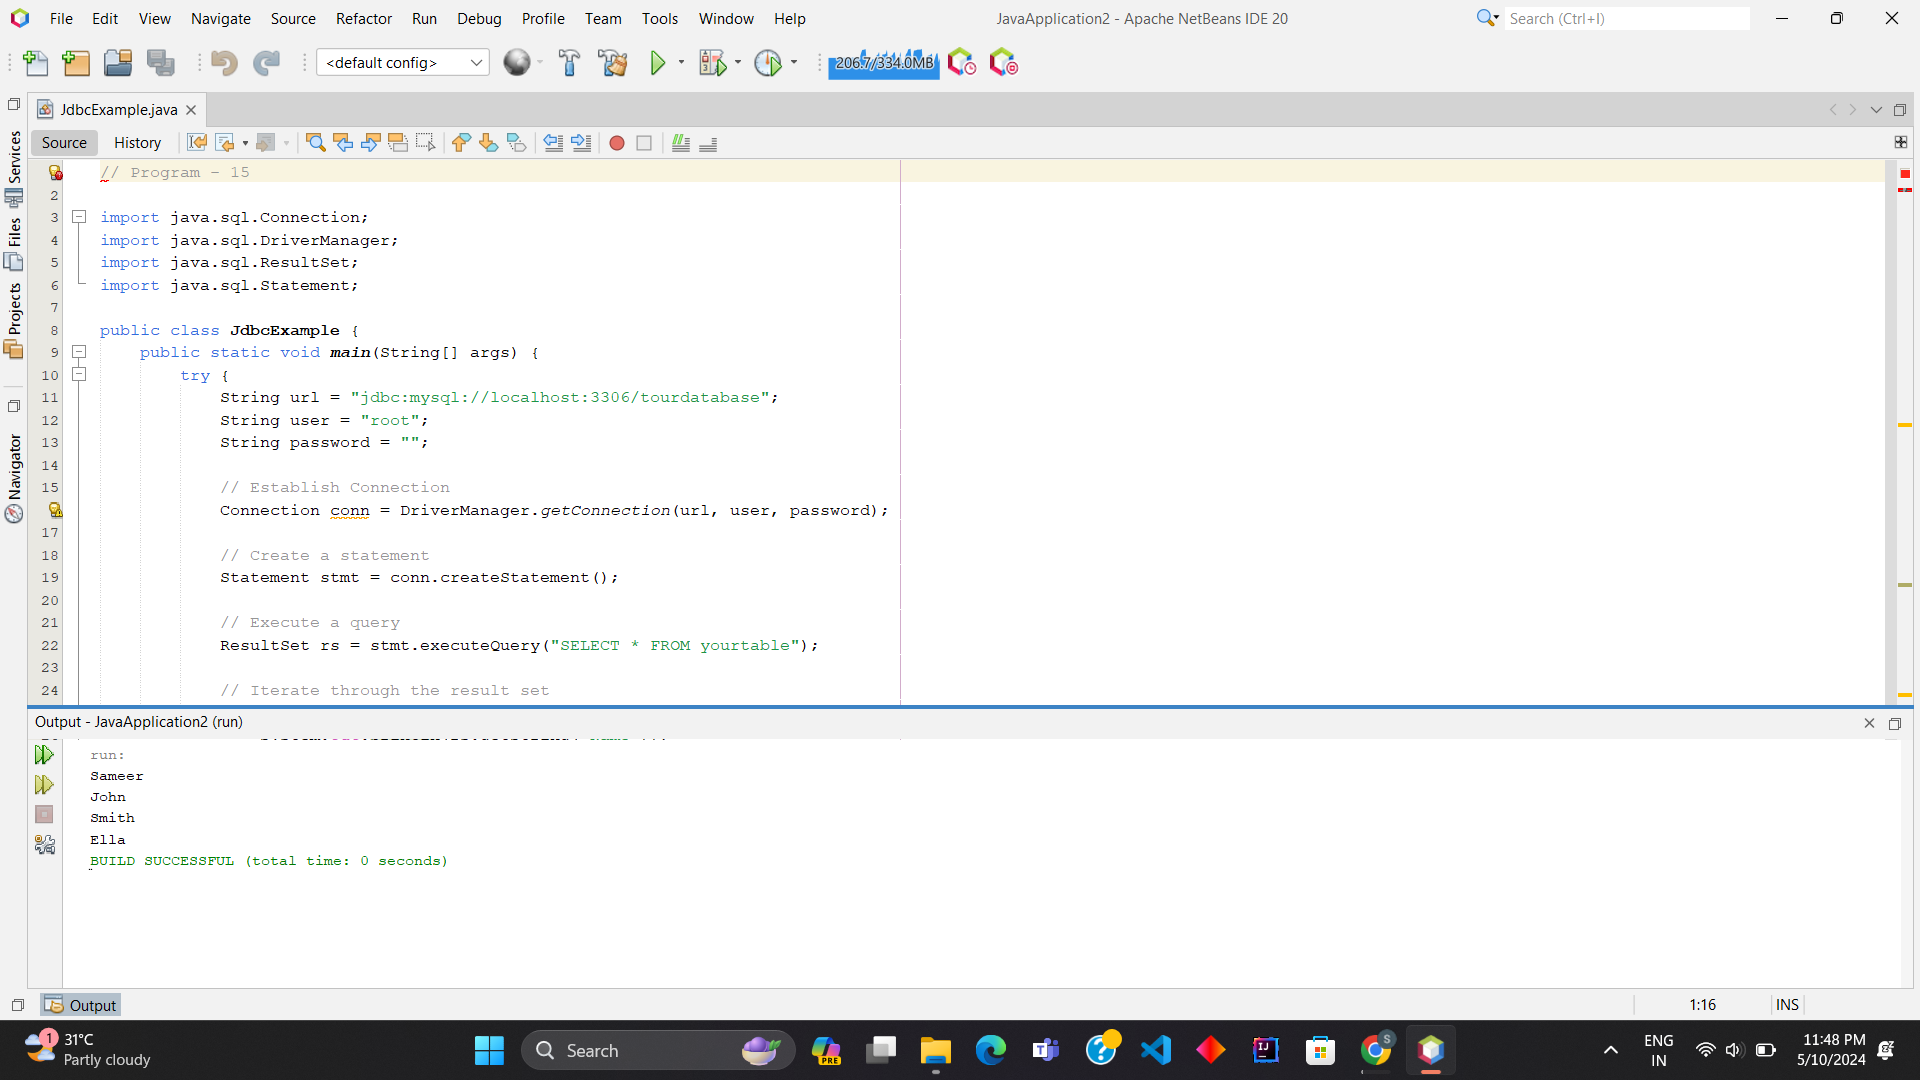 File Edit View Navigate Source Refactor Run Debug Profile Team Tools Window Help
JavaApplication2 - Apache NetBeans IDE 20
Search (Ctrl+I)
<default config>
206.7/334.0MB
JdbcExample.java
Source History
Services
Files
Projects
Navigator
// Program - 15
2
3 import java.sql.Connection;
4 import java.sql.DriverManager;
5 import java.sql.ResultSet;
6 import java.sql.Statement;
7
8 public class JdbcExample {
9 public static void main(String[] args) {
10 try {
11 String url = "jdbc:mysql://localhost:3306/tourdatabase";
12 String user = "root";
13 String password = "";
14
15 // Establish Connection
Connection conn = DriverManager.getConnection(url, user, password);
17
18 // Create a statement
19 Statement stmt = conn.createStatement();
20
21 // Execute a query
22 ResultSet rs = stmt.executeQuery("SELECT * FROM yourtable");
23
24 // Iterate through the result set
Output - JavaApplication2 (run)
run:
Sameer
John
Smith
Ella
BUILD SUCCESSFUL (total time: 0 seconds)
Output
1:16 INS
1
31°C
Partly cloudy
Search
PRE
ENG
IN
11:48 PM
5/10/2024